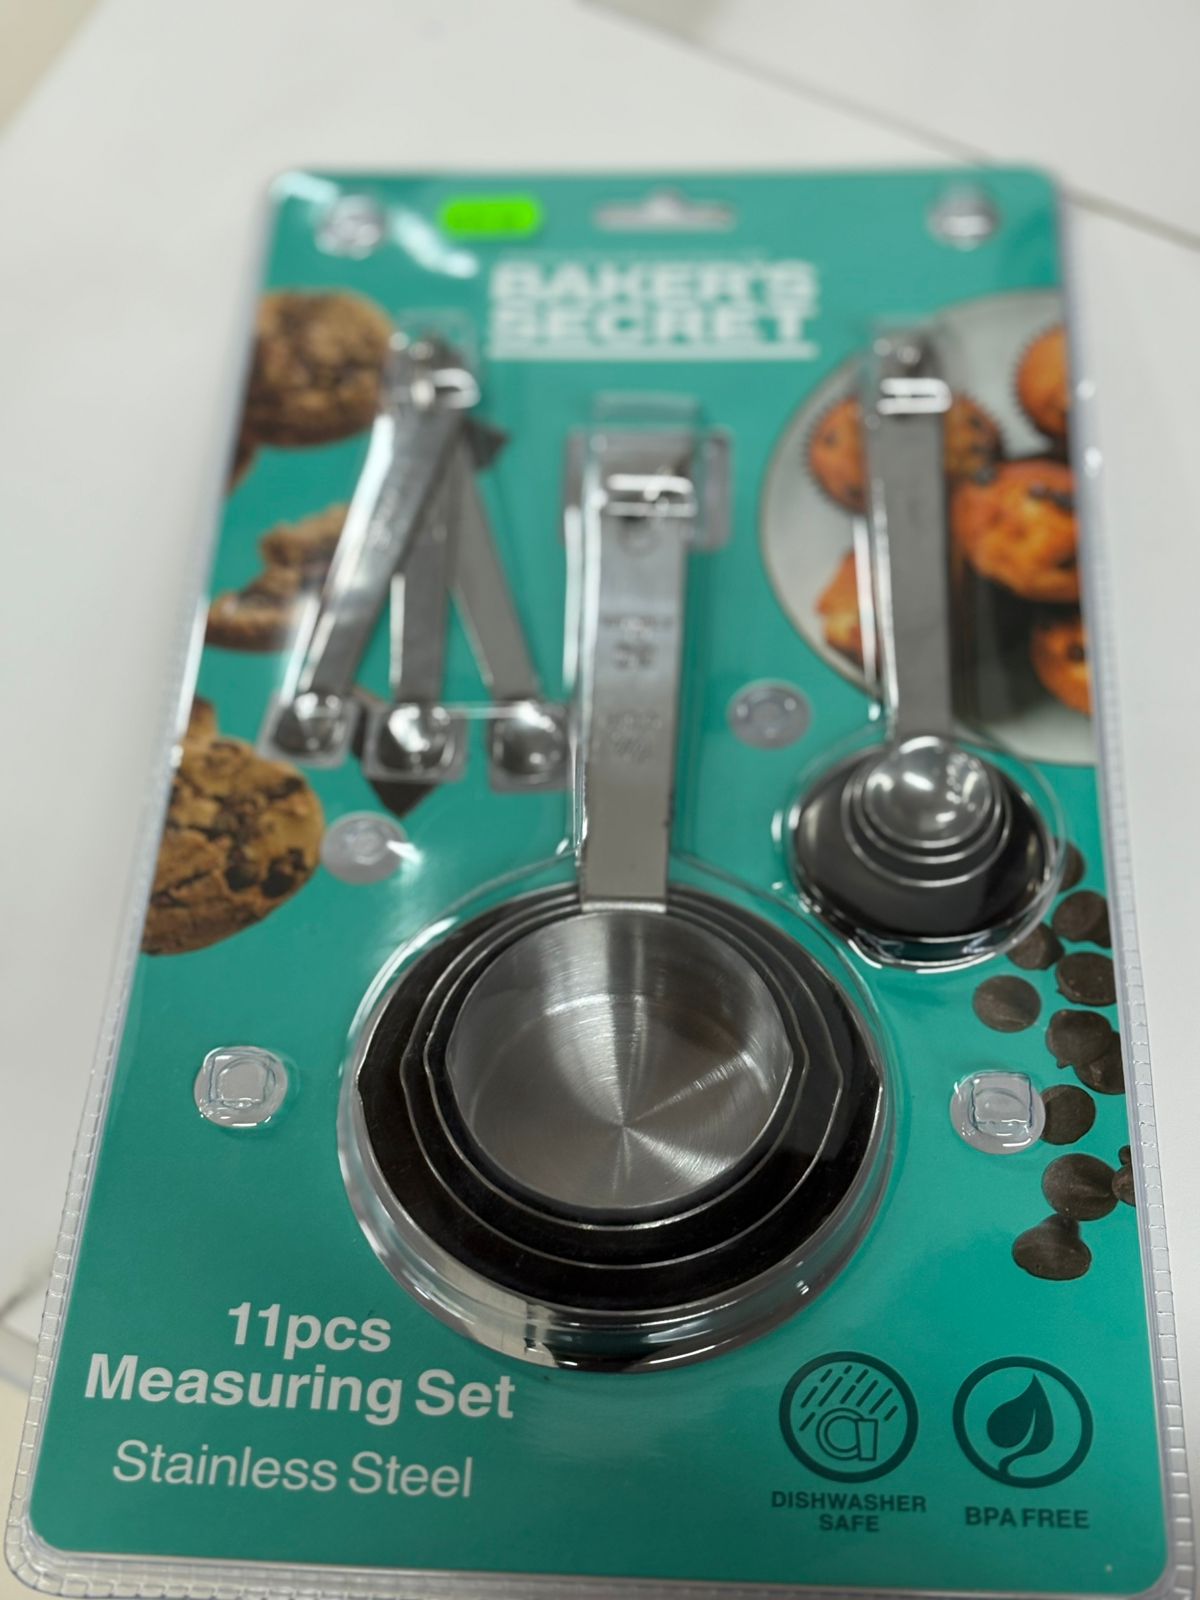 BAKER'S
SECRET
11pcs
Measuring Set
Stainless Steel
DISHWASHER
SAFE
BPA FREE